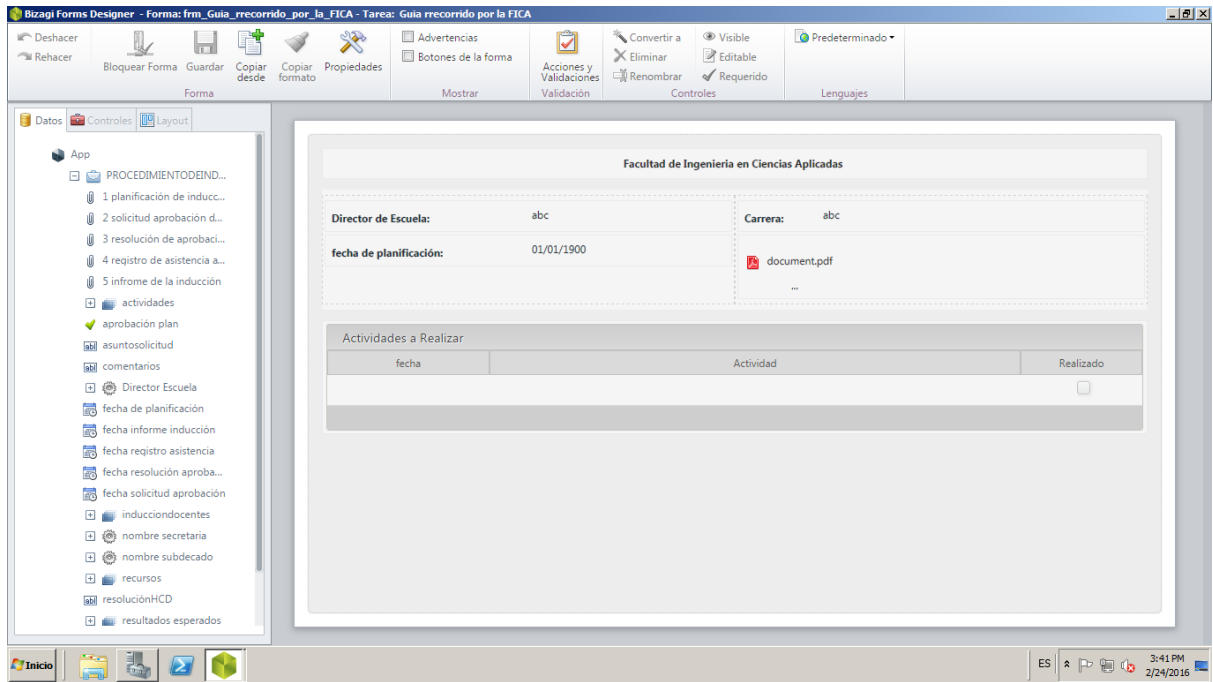 Bizagi Forms Designer - Forma: frm_Guia_rrecorrido_por_la_FICA - Tarea: Guia rrecorrido por la FICA
Deshacer
Rehacer
Bloquear Forma
Guardar
Copiar desde
Forma
Copiar formato
Propiedades
Advertencias
Botones de la forma
Mostrar
Acciones y Validaciones
Validación
Convertir a
Eliminar
Renombrar
Visible
Editable
Requerido
Controles
Predeterminado
Lenguajes
Datos
Controles
Layout
App
PROCEDIMIENTODEIND...
1 planificación de inducc...
2 solicitud aprobación d...
3 resolución de aprobaci...
4 registro de asistencia a...
5 infrome de la inducción
actividades
aprobación plan
asuntosolicitud
comentarios
Director Escuela
fecha de planificación
fecha informe inducción
fecha registro asistencia
fecha resolución aproba...
fecha solicitud aprobación
inducciondocentes
nombre secretaria
nombre subdecado
recursos
resoluciónHCD
resultados esperados
Facultad de Ingenieria en Ciencias Aplicadas
Director de Escuela: abc
Carrera: abc
fecha de planificación: 01/01/1900
document.pdf
...
Actividades a Realizar
fecha Actividad Realizado
Inicio
ES
3:41 PM
2/24/2016